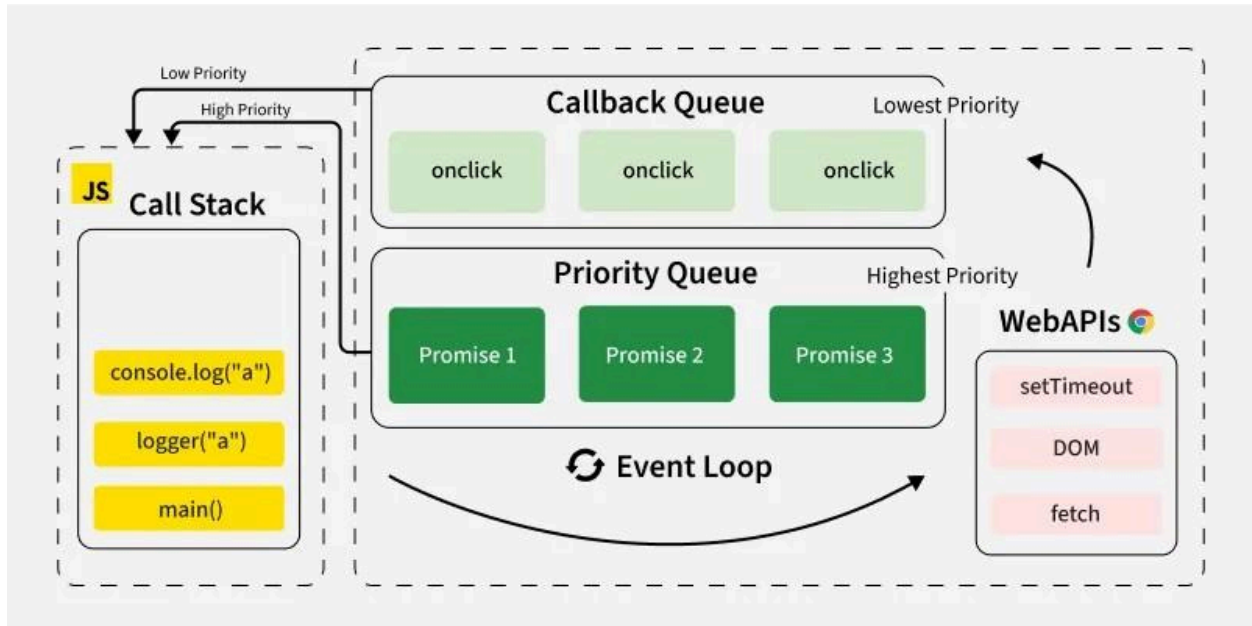 Low Priority
High Priority
JS
Call Stack
console.log("a")
logger("a")
main()
Callback Queue
Lowest Priority
onclick
onclick
onclick
Priority Queue
Highest Priority
Promise 1
Promise 2
Promise 3
Event Loop
WebAPIs
setTimeout
DOM
fetch